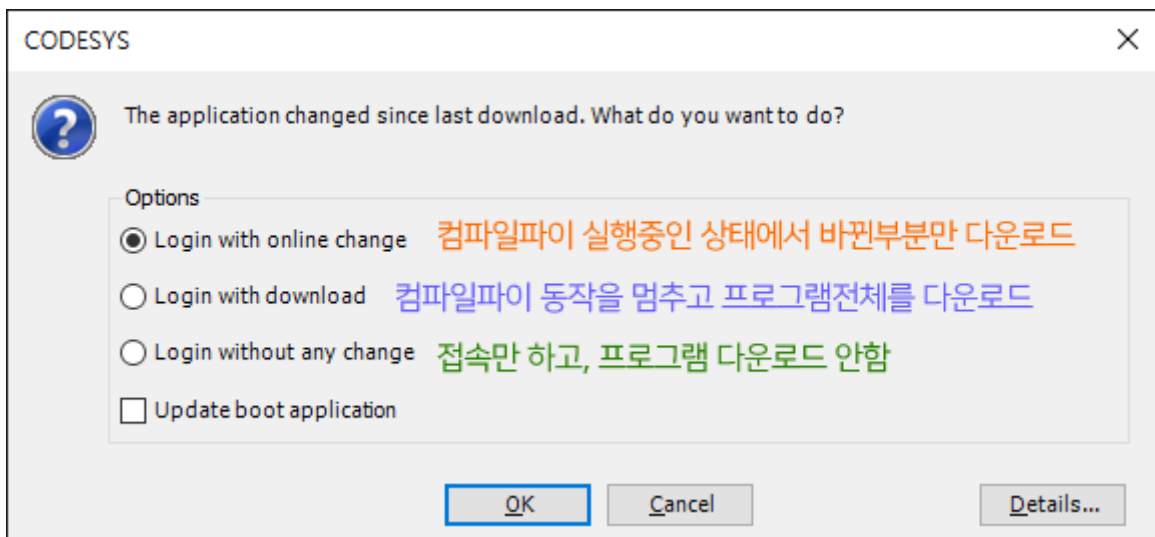 CODESYS
The application changed since last download. What do you want to do?
Options
Login with online change 컴파일파이 실행중인 상태에서 바뀐부분만 다운로드
Login with download 컴파일파이 동작을 멈추고 프로그램전체를 다운로드
Login without any change 접속만 하고, 프로그램 다운로드 안함
Update boot application
OK Cancel Details...